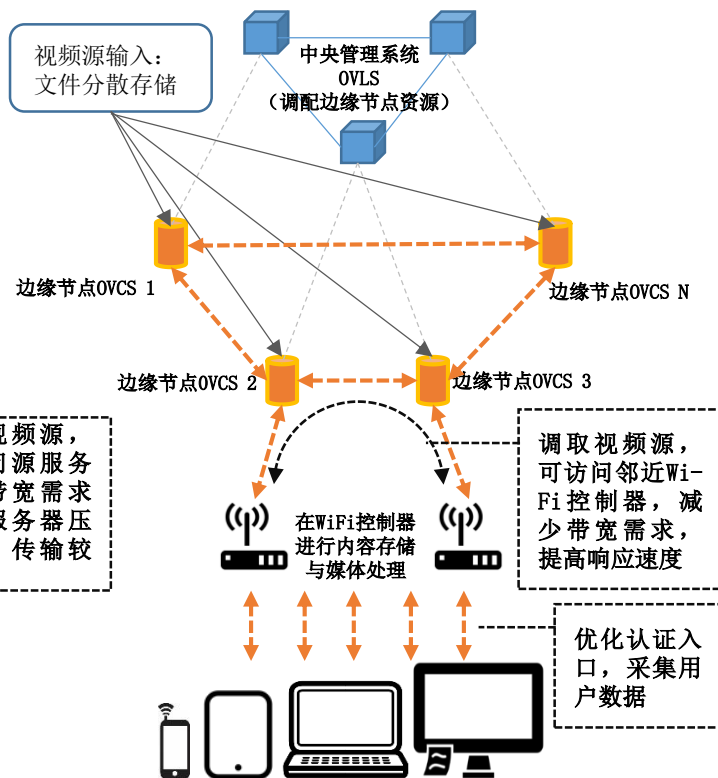 视频源输入：
文件分散存储
中央管理系统
OVLS
（调配边缘节点资源）
边缘节点OVCS 1
边缘节点OVCS N
边缘节点OVCS 2
边缘节点OVCS 3
视频源，
问源服务
带宽需求
服务器压
传输较
调取视频源，
可访问邻近Wi-
Fi控制器，减
少带宽需求，
提高响应速度
在WiFi控制器
进行内容存储
与媒体处理
优化认证入
口，采集用
户数据